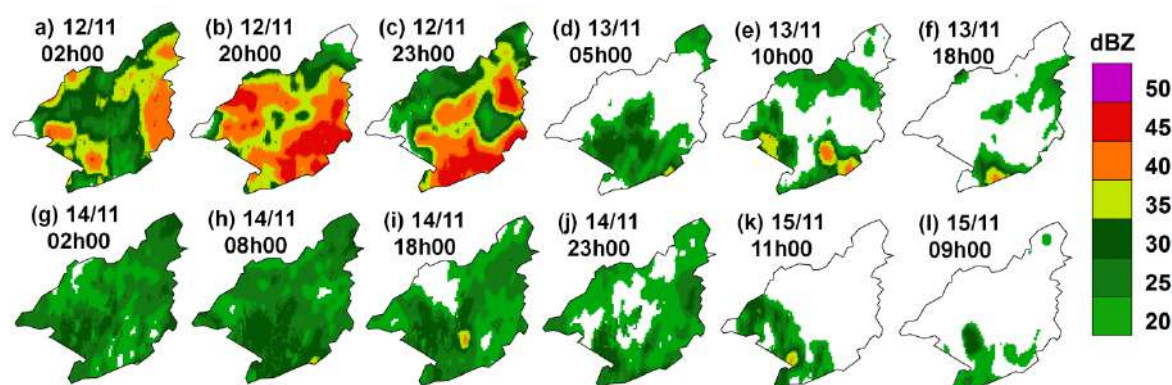 a) 12/11
02h00
(b) 12/11
20h00
(c) 12/11
23h00
(d) 13/11
05h00
(e) 13/11
10h00
(f) 13/11
18h00
dBZ
50
45
40
35
30
25
20
(g) 14/11
02h00
(h) 14/11
08h00
(i) 14/11
18h00
(j) 14/11
23h00
(k) 15/11
11h00
(l) 15/11
09h00